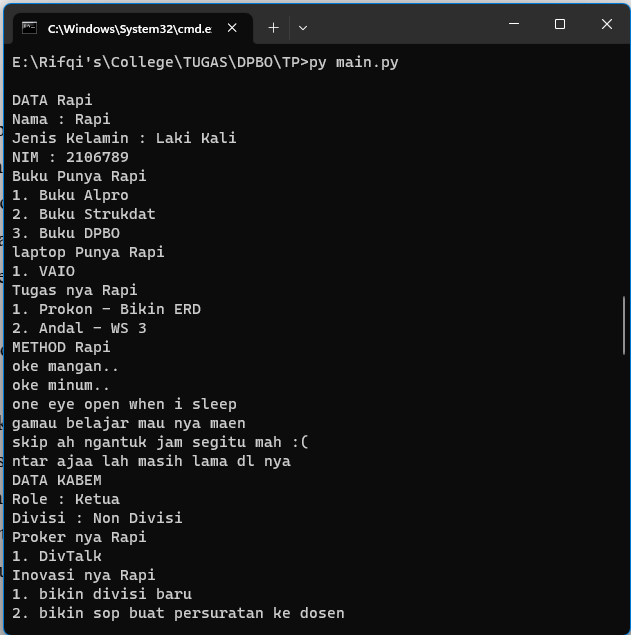 C:\Windows\System32\cmd.e
E:\Rifqi's\College\TUGAS\DPBO\TP>py main.py
DATA Rapi
Nama : Rapi
Jenis Kelamin : Laki Kali
NIM : 2106789
Buku Punya Rapi
1. Buku Alpro
2. Buku Strukdat
3. Buku DPBO
laptop Punya Rapi
1. VAIO
Tugas nya Rapi
1. Prokon - Bikin ERD
2. Andal - WS 3
METHOD Rapi
oke mangan..
oke minum..
one eye open when i sleep
gamau belajar mau nya maen
skip ah ngantuk jam segitu mah :(
ntar ajaa lah masih lama dl nya
DATA KABEM
Role : Ketua
Divisi : Non Divisi
Proker nya Rapi
1. DivTalk
Inovasi nya Rapi
1. bikin divisi baru
2. bikin sop buat persuratan ke dosen